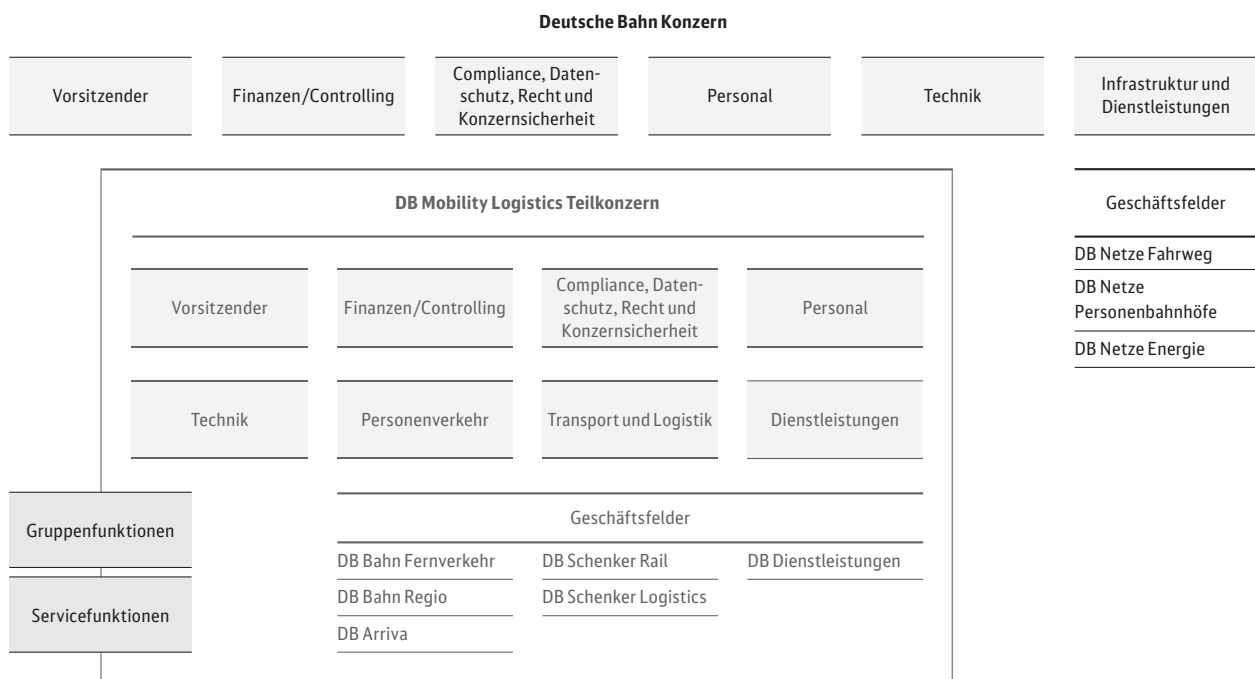 Deutsche Bahn Konzern
Vorsitzender
Finanzen/Controlling
Compliance, Daten-
schutz, Recht und
Konzernsicherheit
Personal
Technik
Infrastruktur und
Dienstleistungen
DB Mobility Logistics Teilkonzern
Vorsitzender
Finanzen/Controlling
Compliance, Daten-
schutz, Recht und
Konzernsicherheit
Personal
Technik
Personenverkehr
Transport und Logistik
Dienstleistungen
Geschäftsfelder
DB Bahn Fernverkehr
DB Bahn Regio
DB Arriva
DB Schenker Rail
DB Schenker Logistics
DB Dienstleistungen
Gruppenfunktionen
Servicefunktionen
Geschäftsfelder
DB Netze Fahrweg
DB Netze
Personenbahnhöfe
DB Netze Energie